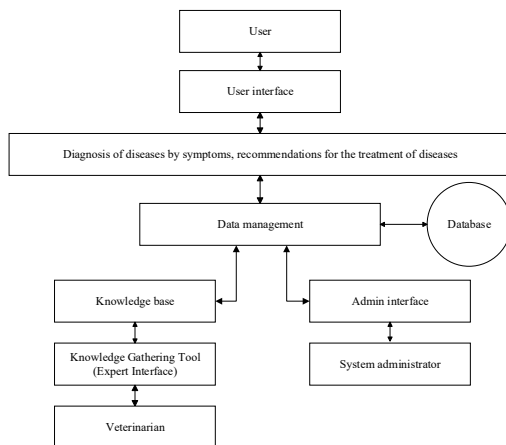 User
User interface
Diagnosis of diseases by symptoms, recommendations for the treatment of diseases
Data management
Database
Knowledge base
Admin interface
Knowledge Gathering Tool
(Expert Interface)
System administrator
Veterinarian